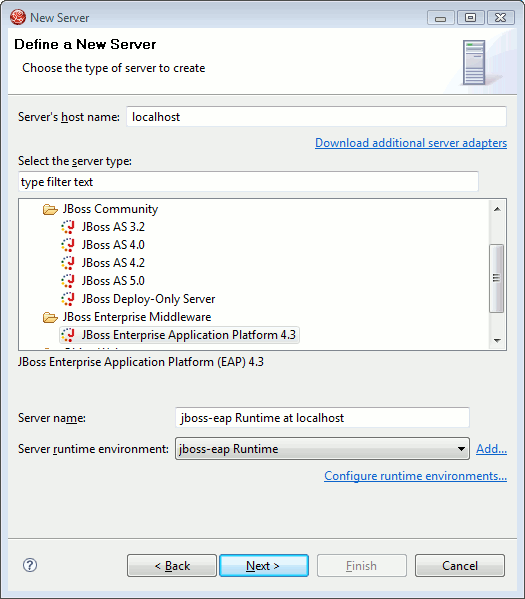 New Server
Define a New Server
Choose the type of server to create
Server's host name: localhost
Download additional server adapters
Select the server type:
type filter text
JBoss Community
JBoss AS 3.2
JBoss AS 4.0
JBoss AS 4.2
JBoss AS 5.0
JBoss Deploy-Only Server
JBoss Enterprise Middleware
JBoss Enterprise Application Platform 4.3
JBoss Enterprise Application Platform (EAP) 4.3
Server name: jboss-eap Runtime at localhost
Server runtime environment: jboss-eap Runtime Add...
Configure runtime environments...
? < Back Next > Finish Cancel